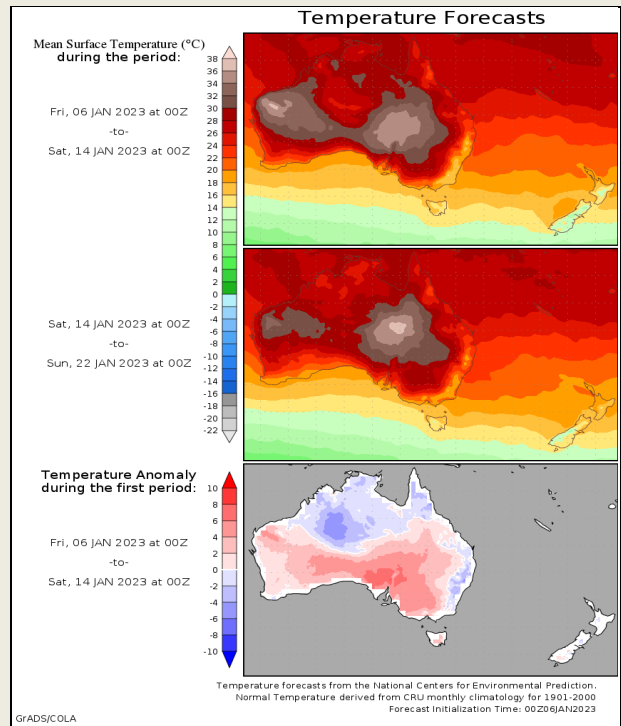 Temperature Forecasts
Mean Surface Temperature (°C)
during the period:
Fri, 06 JAN 2023 at 00Z
-to-
Sat, 14 JAN 2023 at 00Z
38
36
34
32
30
28
26
24
22
20
18
16
14
12
10
8
6
4
2
0
-2
-4
-6
-8
-10
-12
-14
-16
-18
-20
-22
Sat, 14 JAN 2023 at 00Z
-to-
Sun, 22 JAN 2023 at 00Z
Temperature Anomaly
during the first period:
Fri, 06 JAN 2023 at 00Z
-to-
Sat, 14 JAN 2023 at 00Z
10
8
6
4
2
0
-2
-4
-6
-8
-10
Temperature forecasts from the National Centers for Environmental Prediction.
Normal Temperature derived from CRU monthly climatology for 1901-2000
Forecast Initialization Time: 00Z06JAN2023
GrADS/COLA